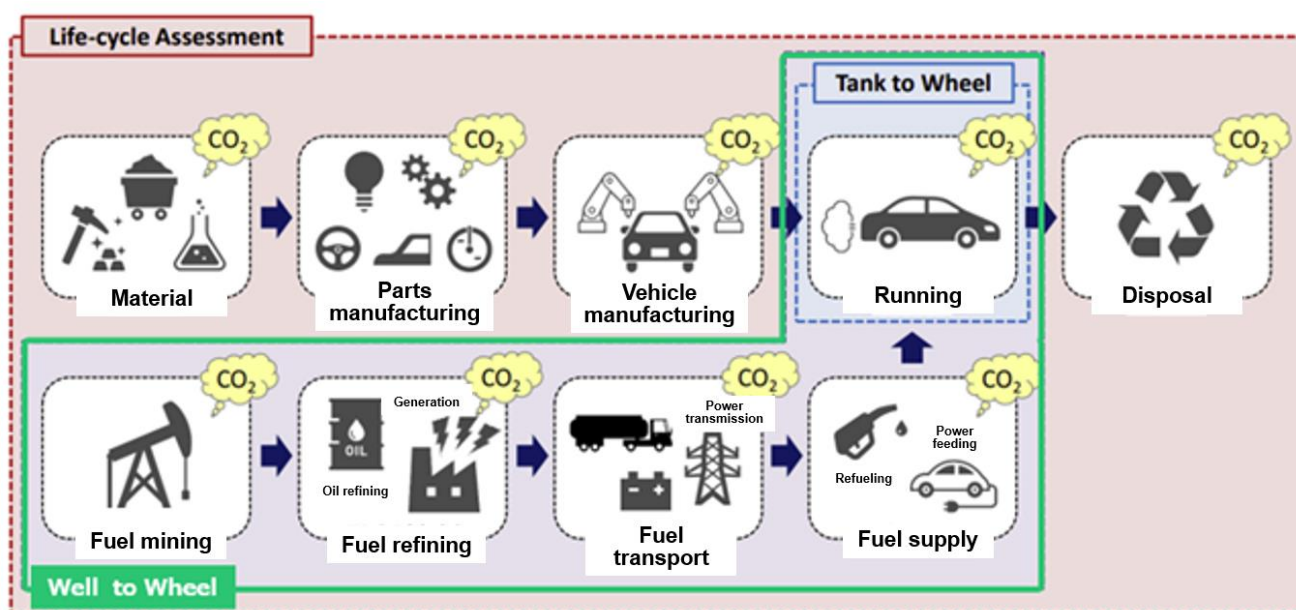 Life-cycle Assessment
Tank to Wheel
CO2
CO2
CO2
CO2
CO2
Material
Parts
manufacturing
Vehicle
manufacturing
Running
Disposal
CO2
CO2
CO2
CO2
Generation
OIL
Oil refining
Power
transmission
Power
feeding
Refueling
Fuel mining
Fuel refining
Fuel
transport
Fuel supply
Well to Wheel